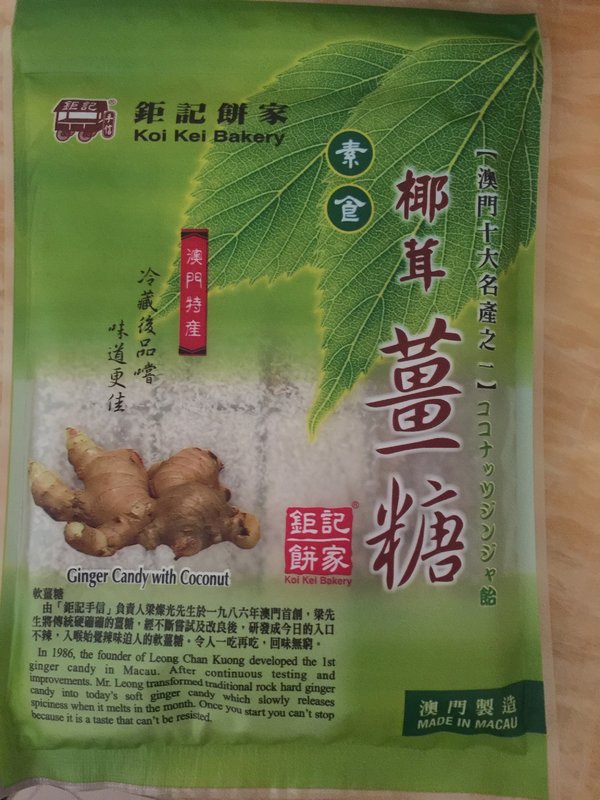 鉅記
手信
鉅記餅家
Koi Kei Bakery
素食
【澳門十大名產之一】
ココナッツジンジャ飴
椰茸薑糖
澳門特產
冷藏後品嚐
味道更佳
鉅記
餅家
Koi Kei Bakery
Ginger Candy with Coconut
軟薑糖
由「鉅記手信」負責人梁燦光先生於一九八六年澳門首創，梁先
生將傳統硬磞磞的薑糖，經不斷嘗試及改良後，研發成今日的入口
不辣，入喉始覺辣味迫人的軟薑糖。令人一吃再吃，回味無窮。
In 1986, the founder of Leong Chan Kuong developed the 1st
ginger candy in Macau. After continuous testing and
improvements. Mr. Leong transformed traditional rock hard ginger
candy into today's soft ginger candy which slowly releases
spiciness when it melts in the month. Once you start you can't stop
because it is a taste that can't be resisted.
澳門製造
MADE IN MACAU